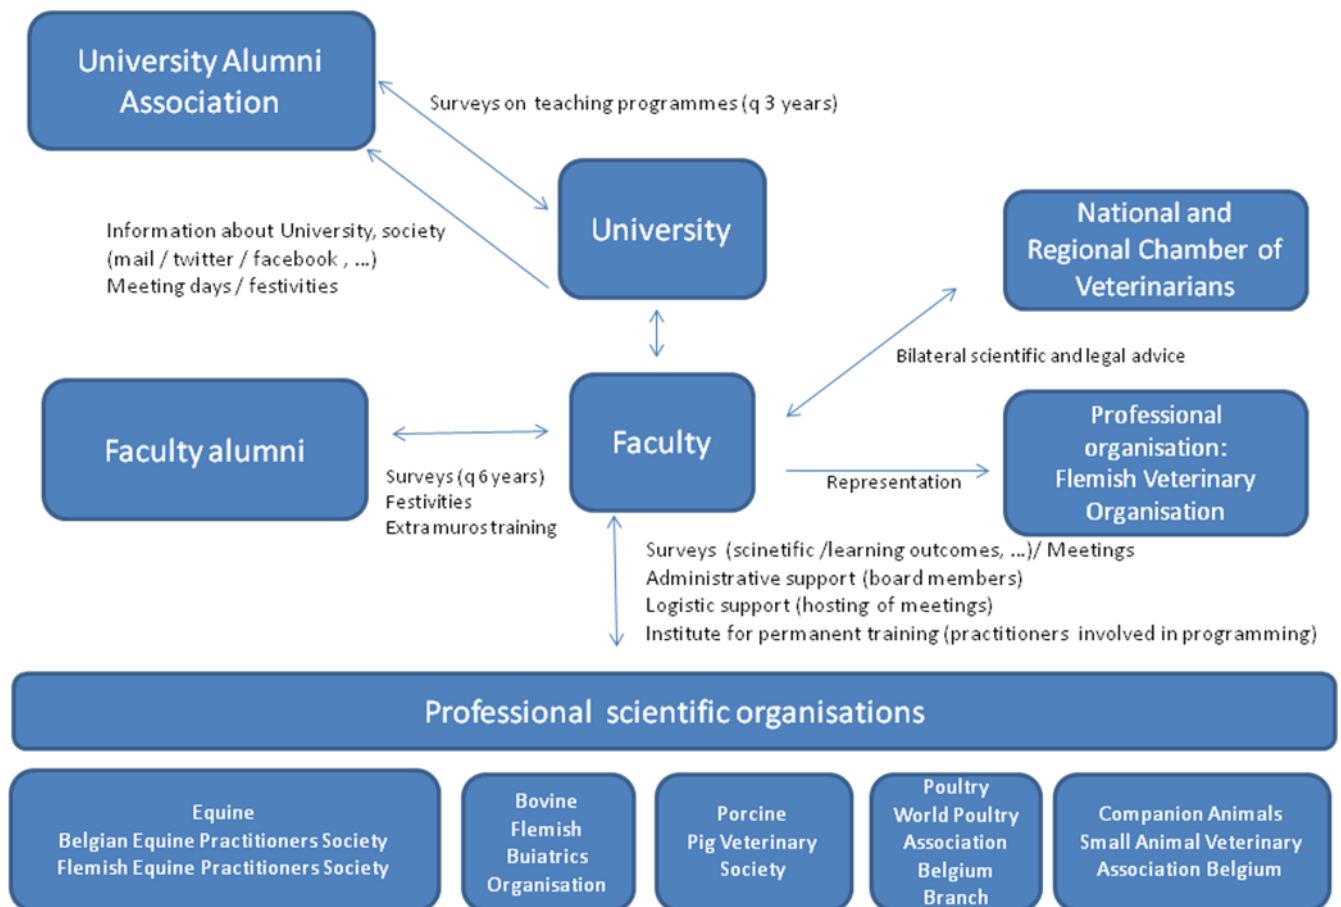 University Alumni
Association
Surveys on teaching programmes (q 3 years)
University
National and
Regional Chamber of
Veterinarians
Information about University, society
(mail / twitter / facebook , ...)
Meeting days / festivities
Bilateral scientific and legal advice
Faculty alumni
Faculty
Professional
organisation:
Flemish Veterinary
Organisation
Surveys (q 6 years)
Festivities
Extra muros training
Representation
Surveys (scinetific /learning outcomes, ...)/ Meetings
Administrative support (board members)
Logistic support (hosting of meetings)
Institute for permanent training (practitioners involved in programming)
Professional scientific organisations
Equine
Belgian Equine Practitioners Society
Flemish Equine Practitioners Society
Bovine
Flemish
Buiatrics
Organisation
Porcine
Pig Veterinary
Society
Poultry
World Poultry
Association
Belgium
Branch
Companion Animals
Small Animal Veterinary
Association Belgium